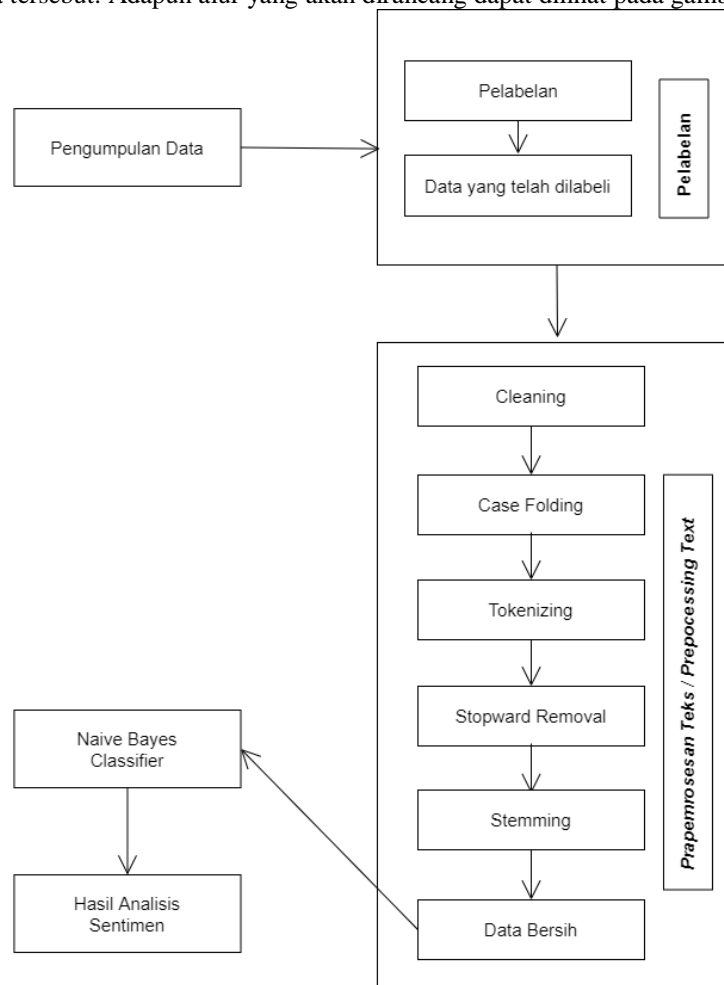 tersebut. Adapun alur yang akan dirancang dapat dilihat pada gamb
Pengumpulan Data
Pelabelan
Data yang telah dilabeli
Pelabelan
Cleaning
Case Folding
Tokenizing
Stopward Removal
Stemming
Data Bersih
Prapemrosesan Teks / Prepocessing Text
Naive Bayes
Classifier
Hasil Analisis
Sentimen